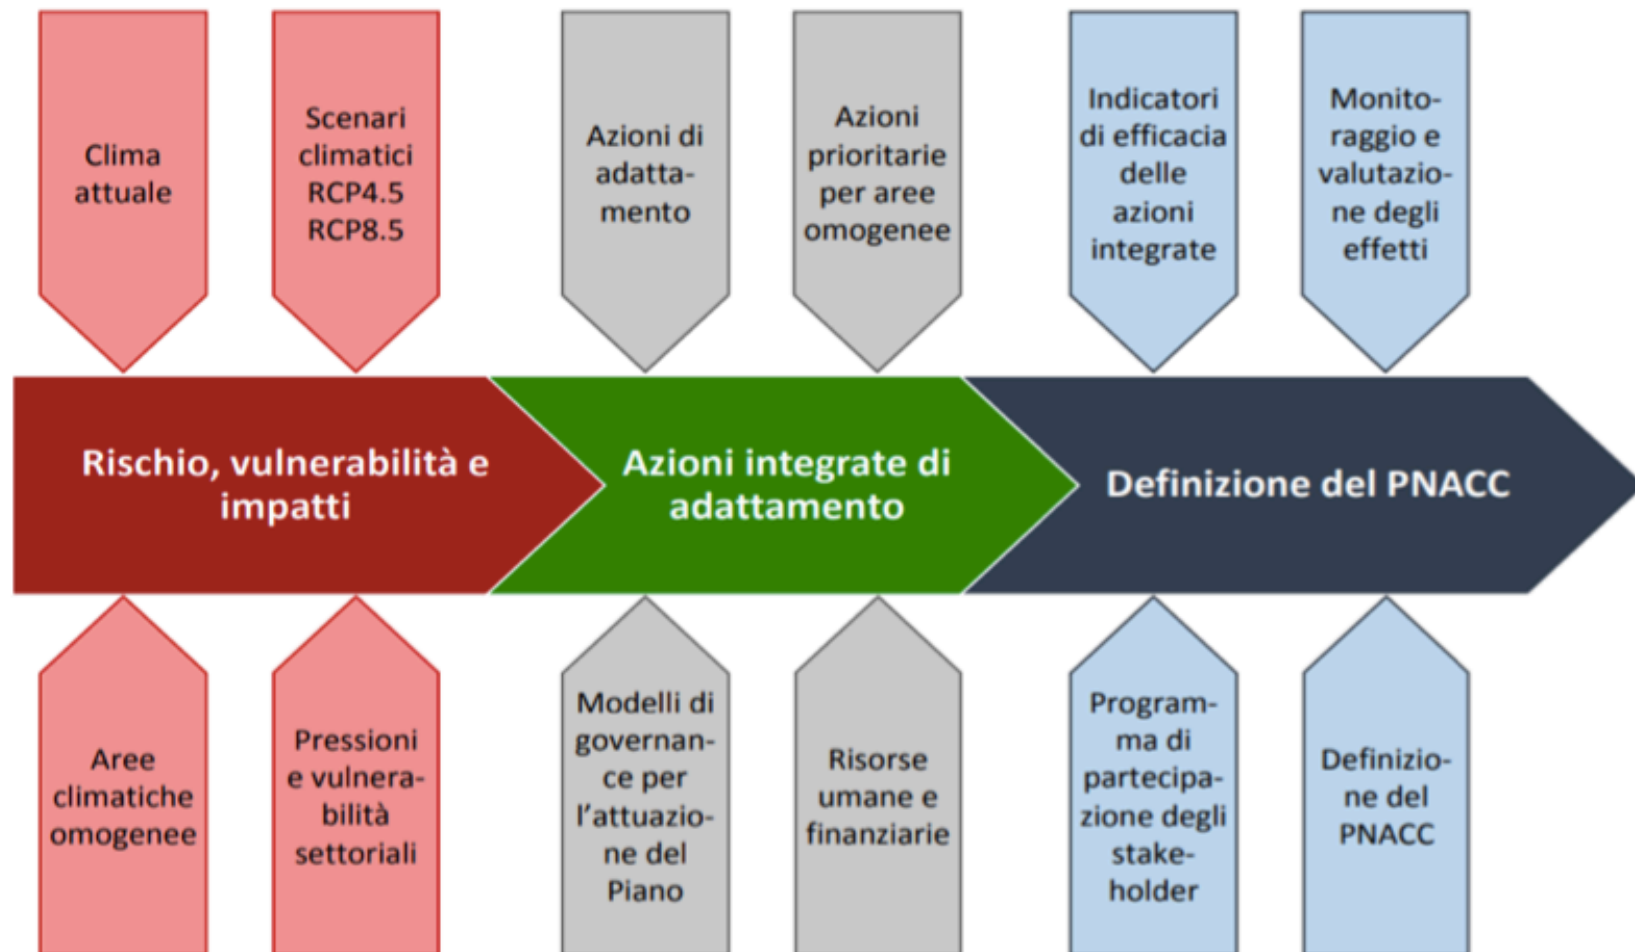 Clima
attuale
Scenari
climatici
RCP4.5
RCP8.5
Azioni di
adatta-
mento
Azioni
prioritarie
per aree
omogenee
Indicatori
di efficacia
delle
azioni
integrate
Monito-
raggio e
valutazio-
ne degli
effetti
Rischio, vulnerabilità e
impatti
Azioni integrate di
adattamento
Definizione del PNACC
Aree
climatiche
omogenee
Pressioni
e vulnera-
bilità
settoriali
Modelli di
governan-
ce per
l'attuazio-
ne del
Piano
Risorse
umane e
finanziarie
Program-
ma di
partecipa-
zione degli
stake-
holder
Definizio-
ne del
PNACC